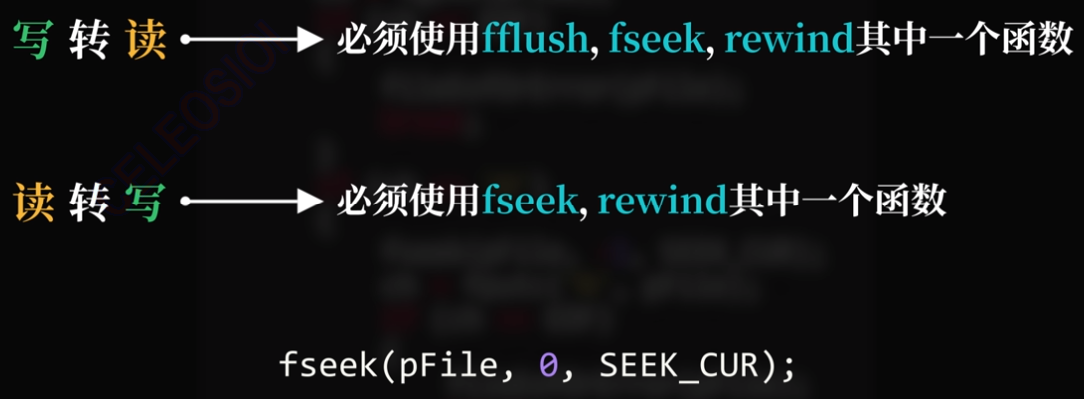 写 转 读 必须使用fflush, fseek, rewind其中一个函数
读 转 写 必须使用fseek, rewind其中一个函数
fseek(pFile, 0, SEEK_CUR);